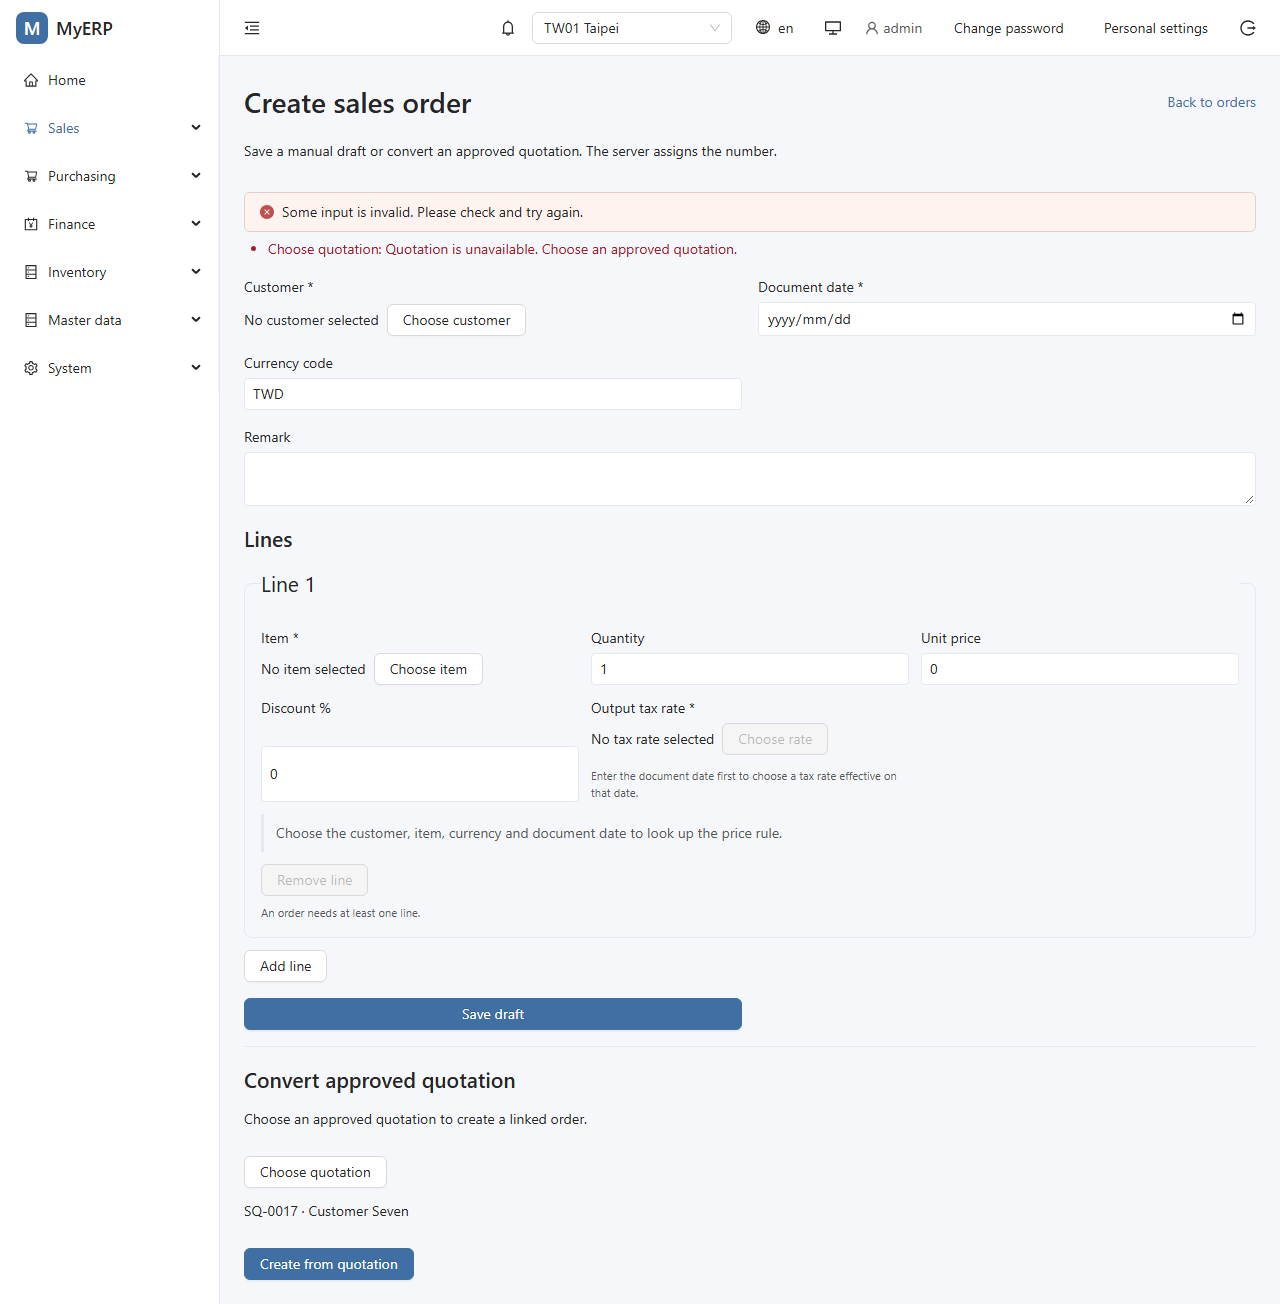 M MyERP
TW01 Taipei
en
admin
Change password
Personal settings
Home
Sales
Purchasing
Finance
Inventory
Master data
System
Create sales order
Back to orders
Save a manual draft or convert an approved quotation. The server assigns the number.
Some input is invalid. Please check and try again.
• Choose quotation: Quotation is unavailable. Choose an approved quotation.
Customer *
Document date *
No customer selected
Choose customer
yyyy/mm/dd
Currency code
TWD
Remark
Lines
Line 1
Item *
Quantity
Unit price
No item selected
Choose item
1
0
Discount %
Output tax rate *
No tax rate selected
Choose rate
0
Enter the document date first to choose a tax rate effective on
that date.
Choose the customer, item, currency and document date to look up the price rule.
Remove line
An order needs at least one line.
Add line
Save draft
Convert approved quotation
Choose an approved quotation to create a linked order.
Choose quotation
SQ-0017 · Customer Seven
Create from quotation